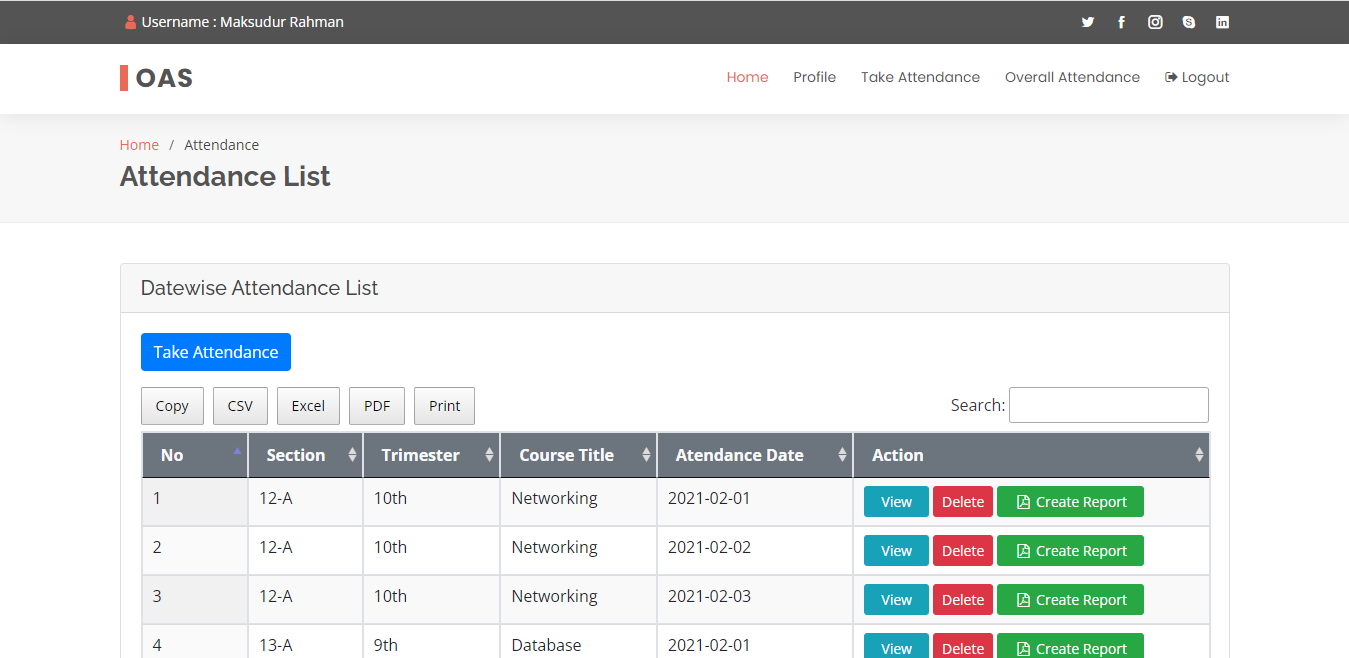 Username : Maksudur Rahman
OAS
Home Profile Take Attendance Overall Attendance Logout
Home / Attendance
Attendance List
Datewise Attendance List
Take Attendance
Copy CSV Excel PDF Print Search:
No Section Trimester Course Title Atendance Date Action
1 12-A 10th Networking 2021-02-01 View Delete Create Report
2 12-A 10th Networking 2021-02-02 View Delete Create Report
3 12-A 10th Networking 2021-02-03 View Delete Create Report
4 13-A 9th Database 2021-02-01 View Delete Create Report